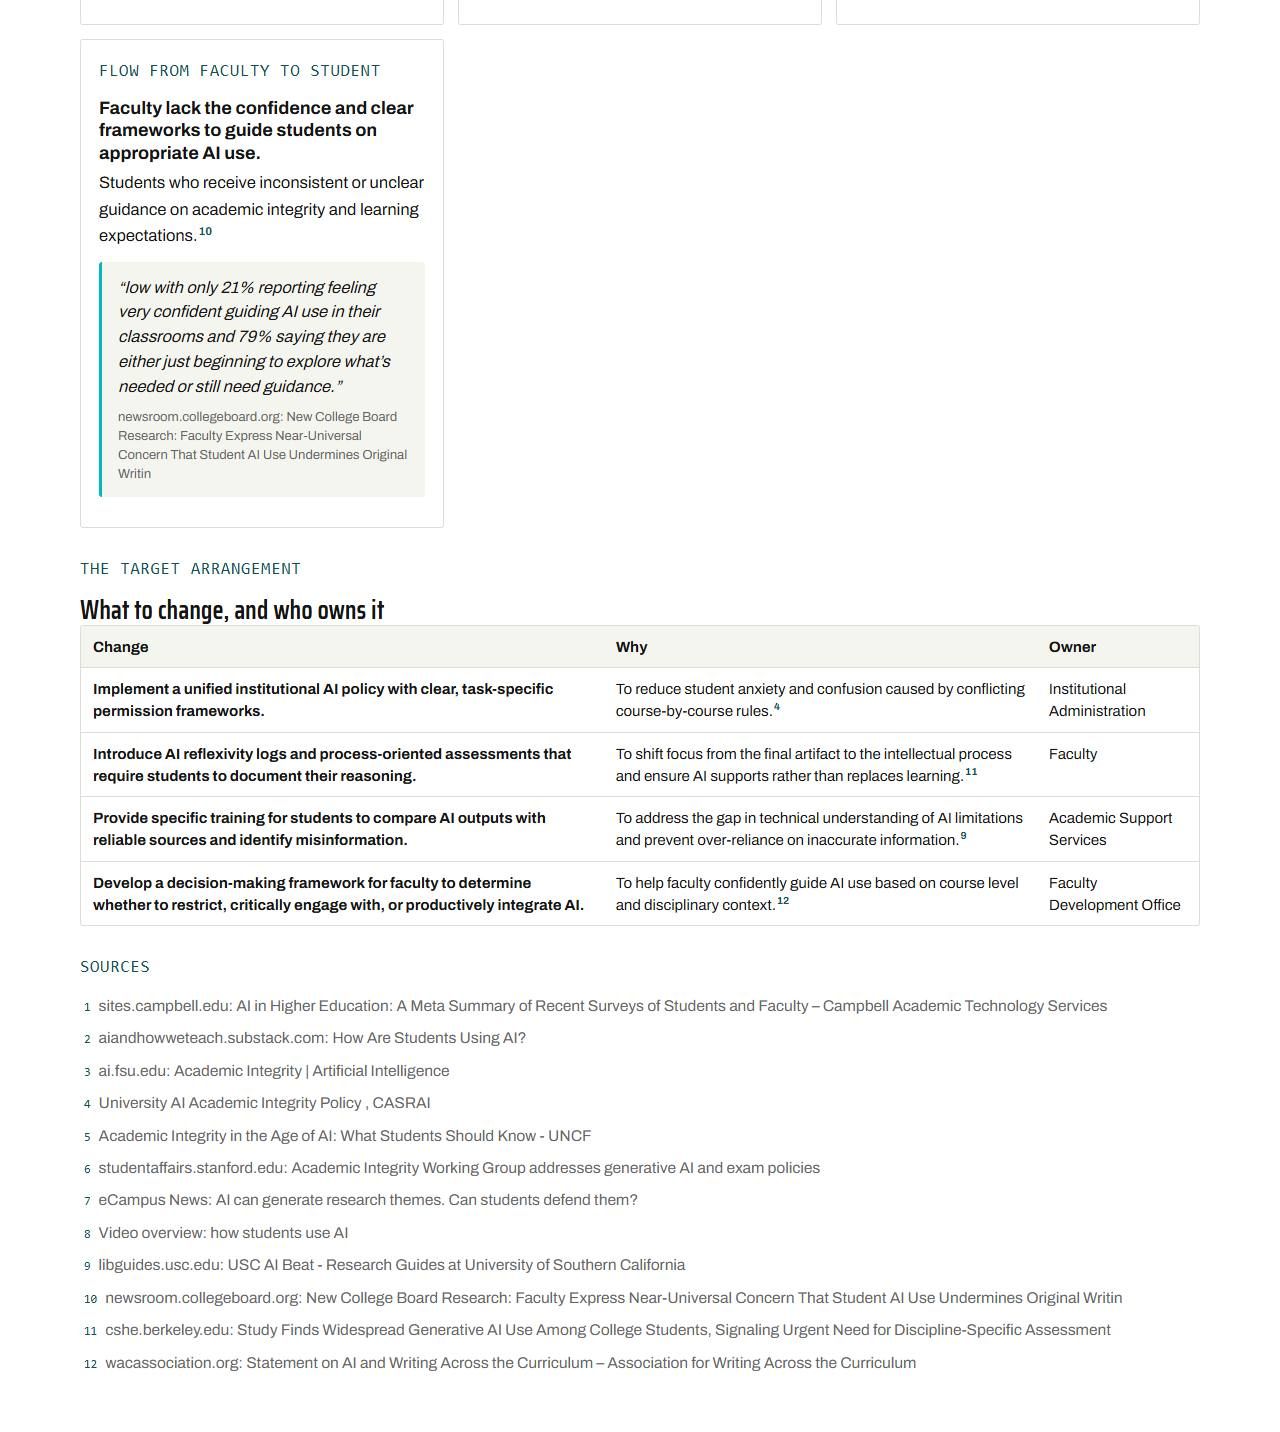 FLOW FROM FACULTY TO STUDENT
Faculty lack the confidence and clear
frameworks to guide students on
appropriate AI use.
Students who receive inconsistent or unclear
guidance on academic integrity and learning
expectations.10
“low with only 21% reporting feeling
very confident guiding AI use in their
classrooms and 79% saying they are
either just beginning to explore what’s
needed or still need guidance.”
newsroom.collegeboard.org: New College Board
Research: Faculty Express Near-Universal
Concern That Student AI Use Undermines Original
Writin
THE TARGET ARRANGEMENT
What to change, and who owns it
Change Why Owner
Implement a unified institutional AI policy with clear, task-specific
permission frameworks.
To reduce student anxiety and confusion caused by conflicting
course-by-course rules.4
Institutional
Administration
Introduce AI reflexivity logs and process-oriented assessments that
require students to document their reasoning.
To shift focus from the final artifact to the intellectual process
and ensure AI supports rather than replaces learning.11
Faculty
Provide specific training for students to compare AI outputs with
reliable sources and identify misinformation.
To address the gap in technical understanding of AI limitations
and prevent over-reliance on inaccurate information.9
Academic Support
Services
Develop a decision-making framework for faculty to determine
whether to restrict, critically engage with, or productively integrate AI.
To help faculty confidently guide AI use based on course level
and disciplinary context.12
Faculty
Development Office
SOURCES
1 sites.campbell.edu: AI in Higher Education: A Meta Summary of Recent Surveys of Students and Faculty – Campbell Academic Technology Services
2 aiandhowweteach.substack.com: How Are Students Using AI?
3 ai.fsu.edu: Academic Integrity | Artificial Intelligence
4 University AI Academic Integrity Policy , CASRAI
5 Academic Integrity in the Age of AI: What Students Should Know - UNCF
6 studentaffairs.stanford.edu: Academic Integrity Working Group addresses generative AI and exam policies
7 eCampus News: AI can generate research themes. Can students defend them?
8 Video overview: how students use AI
9 libguides.usc.edu: USC AI Beat - Research Guides at University of Southern California
10 newsroom.collegeboard.org: New College Board Research: Faculty Express Near-Universal Concern That Student AI Use Undermines Original Writin
11 cshe.berkeley.edu: Study Finds Widespread Generative AI Use Among College Students, Signaling Urgent Need for Discipline-Specific Assessment
12 wacassociation.org: Statement on AI and Writing Across the Curriculum – Association for Writing Across the Curriculum